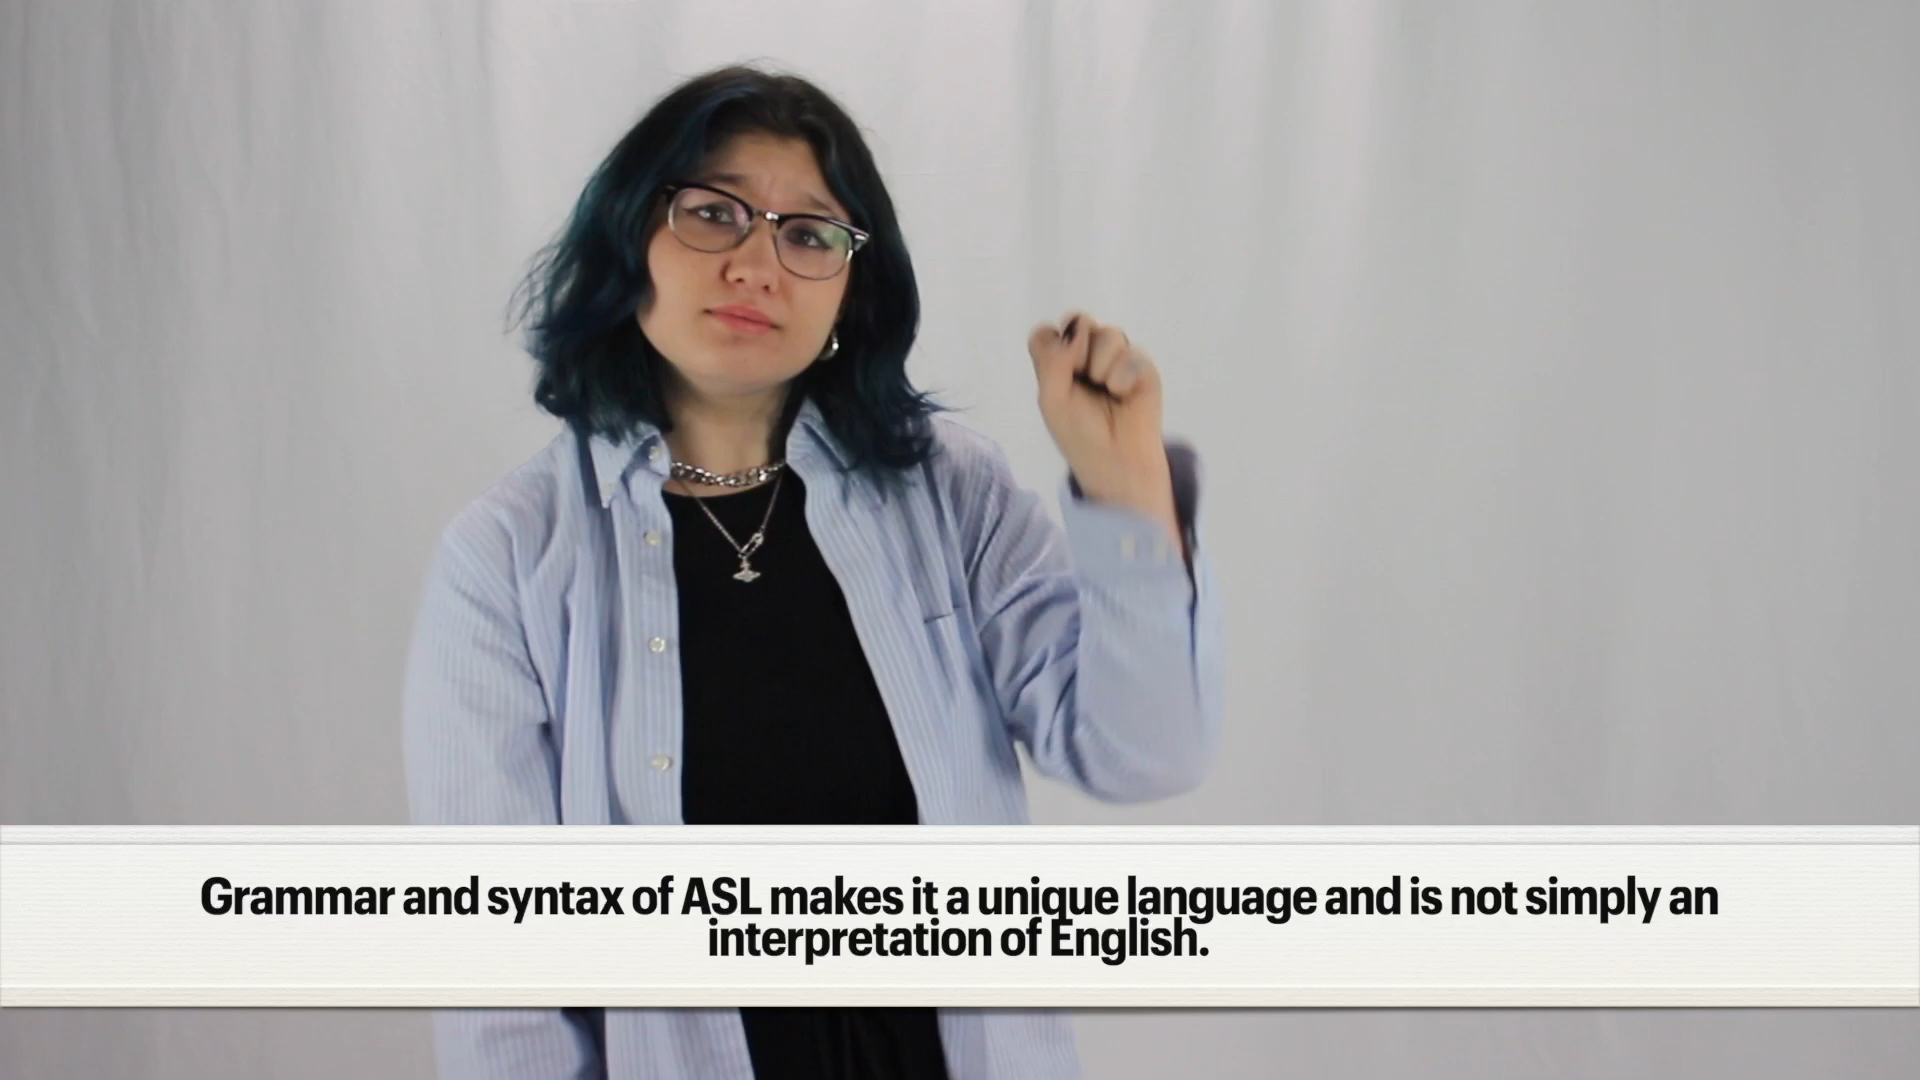 Grammar and syntax of ASL makes it a unique language and is not simply an
interpretation of English.